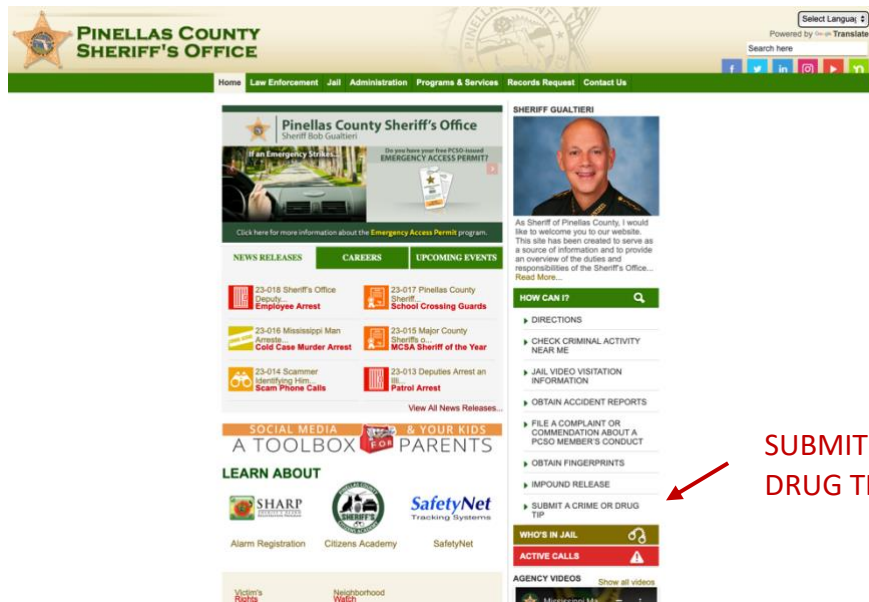 Select Languag
PINELLAS COUNTY
SHERIFF'S OFFICE
Powered by Google Translate
Search here
Home Law Enforcement Jail Administration Programs & Services Records Request Contact Us
Pinellas County Sheriff's Office
Sheriff Bob Gualtieri
If an Emergency Strikes...
Do you have your free PCSO-issued
EMERGENCY ACCESS PERMIT?
Click here for more information about the Emergency Access Permit program.
NEWS RELEASES CAREERS UPCOMING EVENTS
23-018 Sheriff's Office
Deputy...
Employee Arrest
23-017 Pinellas County
Sheriff...
School Crossing Guards
23-016 Mississippi Man
Arreste...
Cold Case Murder Arrest
23-015 Major County
Sheriffs o...
MCSA Sheriff of the Year
23-014 Scammer
Identifying Him...
Scam Phone Calls
23-013 Deputies Arrest an
Ili...
Patrol Arrest
View All News Releases...
SOCIAL MEDIA & YOUR KIDS
A TOOLBOX FOR PARENTS
LEARN ABOUT
SHARP
SHERIFF'S
SafetyNet
Tracking Systems
Alarm Registration
Citizens Academy
SafetyNet
Victim's
Rights
Neighborhood
Watch
SHERIFF GUALTIERI
As Sheriff of Pinellas County, I would
like to welcome you to our website.
This site has been created to serve as
a source of information and to provide
an overview of the duties and
responsibilities of the Sheriff's Office...
Read More...
HOW CAN I?
DIRECTIONS
CHECK CRIMINAL ACTIVITY
NEAR ME
JAIL VIDEO VISITATION
INFORMATION
OBTAIN ACCIDENT REPORTS
FILE A COMPLAINT OR
COMMENDATION ABOUT A
PCSO MEMBER'S CONDUCT
OBTAIN FINGERPRINTS
IMPOUND RELEASE
SUBMIT A CRIME OR DRUG
TIP
WHO'S IN JAIL
ACTIVE CALLS
AGENCY VIDEOS Show all videos
Mississippi Ma...
SUBMIT
DRUG TI